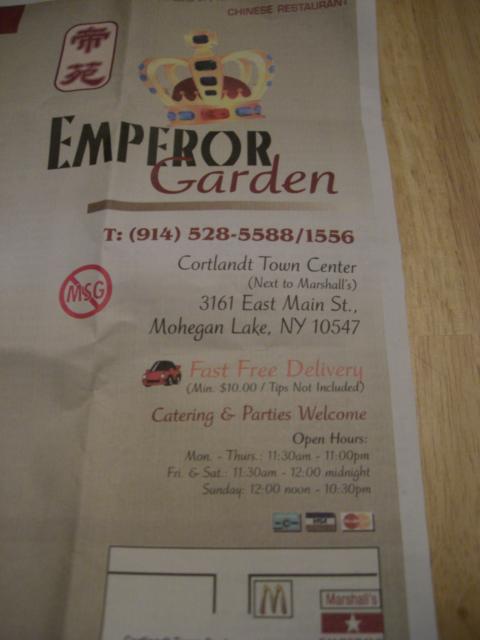 CHINESE RESTAURANT
帝
苑
EMPEROR
Garden
T: (914) 528-5588/1556
Cortlandt Town Center
(Next to Marshall's)
MSG
3161 East Main St.,
Mohegan Lake, NY 10547
Fast Free Delivery
(Min. $10.00 / Tips Not Included)
Catering & Parties Welcome
Open Hours:
Mon. - Thurs.: 11:30am - 11:00pm
Fri. & Sat.: 11:30am - 12:00 midnight
Sunday: 12:00 noon - 10:30pm
VISA
M
Marshall's